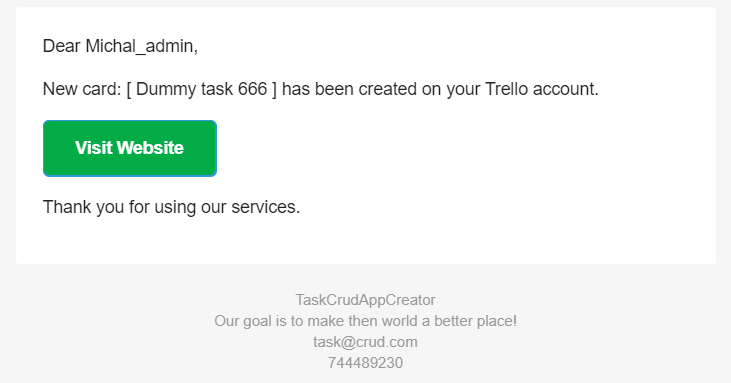 Dear Michal_admin,
New card: [ Dummy task 666 ] has been created on your Trello account.
Visit Website
Thank you for using our services.
TaskCrudAppCreator
Our goal is to make then world a better place!
task@crud.com
744489230